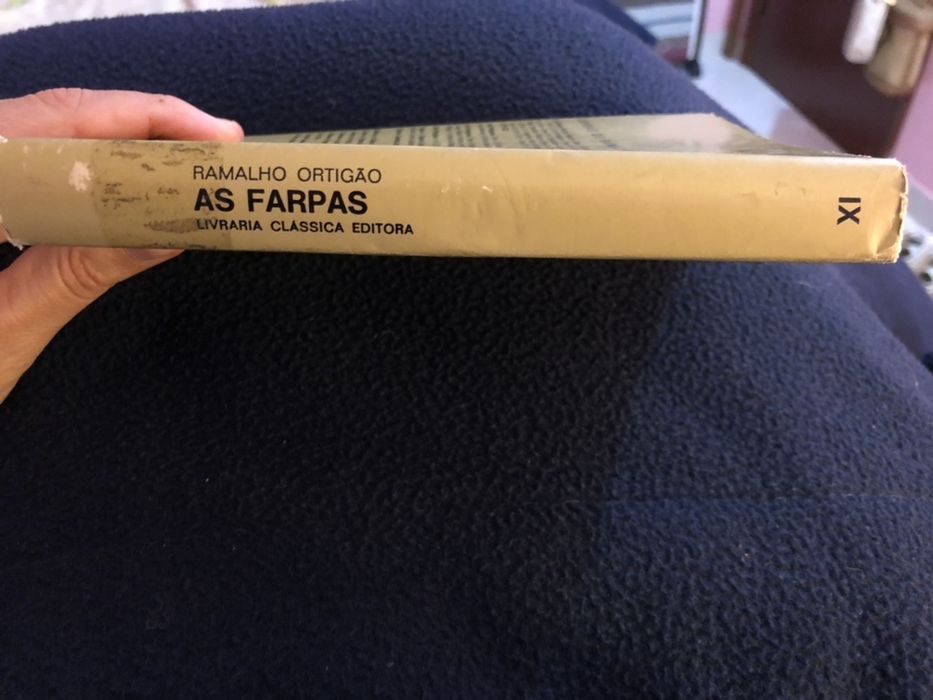 RAMALHO ORTIGÃO
AS FARPAS
LIVRARIA CLÁSSICA EDITORA
IX